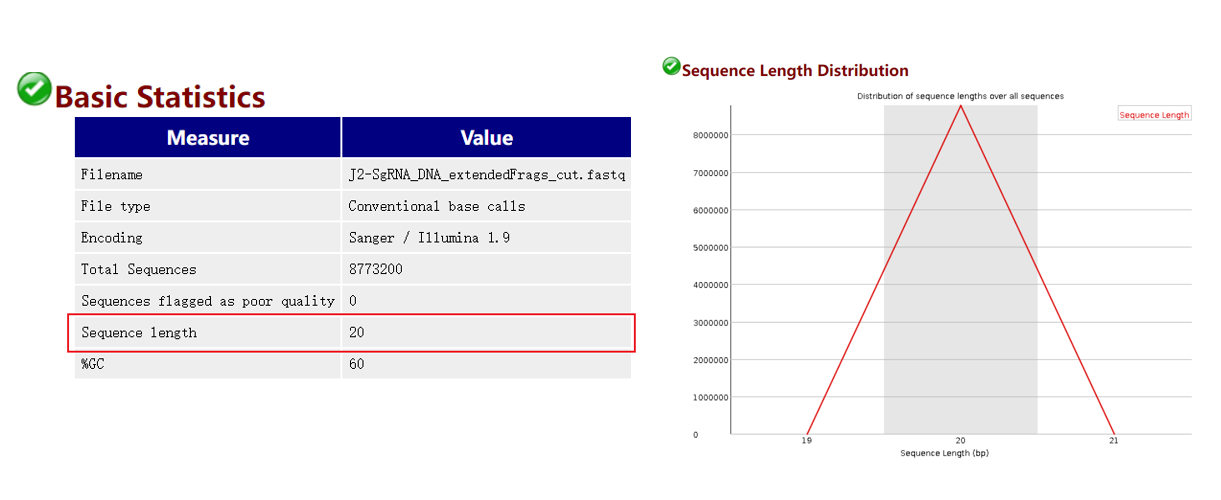 Basic Statistics
Measure Value
Filename J2-SgRNA_DNA_extendedFrags_cut.fastq
File type Conventional base calls
Encoding Sanger / Illumina 1.9
Total Sequences 8773200
Sequences flagged as poor quality 0
Sequence length 20
%GC 60
Sequence Length Distribution
Distribution of sequence lengths over all sequences
Sequence Length
8000000
7000000
6000000
5000000
4000000
3000000
2000000
1000000
0
19 20 21
Sequence Length (bp)